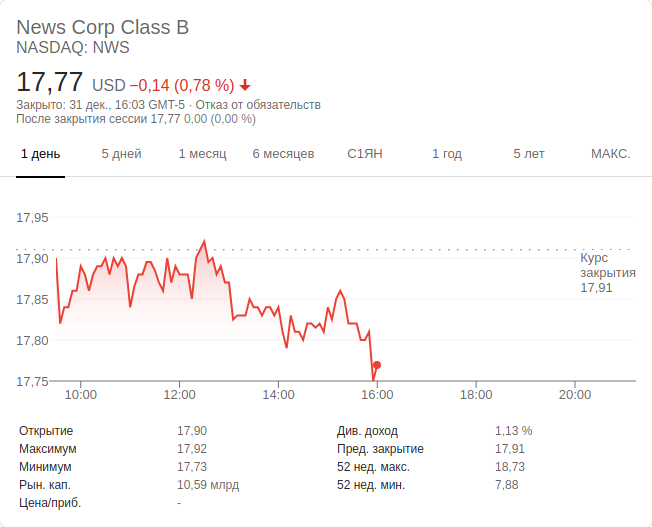 News Corp Class B
NASDAQ: NWS
17,77 USD −0,14 (0,78 %)
Закрыто: 31 дек., 16:03 GMT-5 · Отказ от обязательств
После закрытия сессии 17,77 0,00 (0,00 %)
1 день 5 дней 1 месяц 6 месяцев С1ЯН 1 год 5 лет МАКС.
17,95
17,90
17,85
17,80
17,75
Курс
закрытия
17,91
10:00 12:00 14:00 16:00 18:00 20:00
Открытие 17,90 Див. доход 1,13 %
Максимум 17,92 Пред. закрытие 17,91
Минимум 17,73 52 нед. макс. 18,73
Рын. кап. 10,59 млрд 52 нед. мин. 7,88
Цена/приб. -